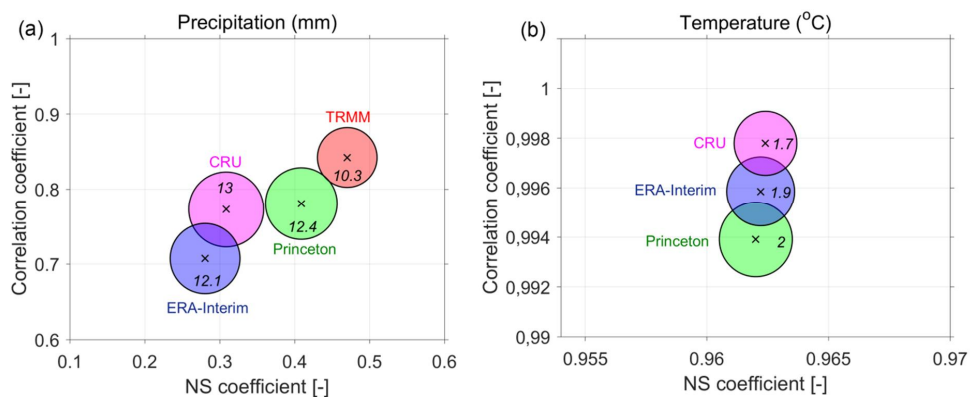 (a)
Precipitation (mm)
1
0.9
0.8
0.7
0.6
Correlation coefficient [-]
TRMM
10.3
CRU
13
12.4
Princeton
12.1
ERA-Interim
0.1 0.2 0.3 0.4 0.5 0.6
NS coefficient [-]
(b)
Temperature (°C)
1
0,998
0,996
0,994
0,992
0,99
Correlation coefficient [-]
CRU
1.7
ERA-Interim
1.9
Princeton
2
0.955 0.96 0.965 0.97
NS coefficient [-]